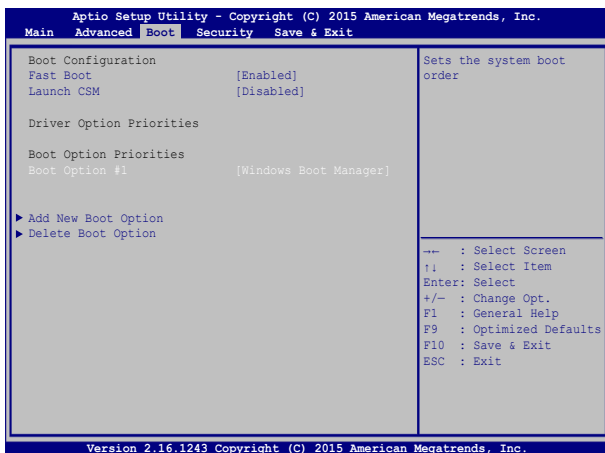 Aptio Setup Utility - Copyright (C) 2015 American Megatrends, Inc.
Main Advanced Boot Security Save & Exit
Boot Configuration
Fast Boot [Enabled]
Launch CSM [Disabled]
Driver Option Priorities
Boot Option Priorities
Boot Option #1 [Windows Boot Manager]
Add New Boot Option
Delete Boot Option
Sets the system boot
order
→← : Select Screen
↑↓ : Select Item
Enter: Select
+/— : Change Opt.
F1 : General Help
F9 : Optimized Defaults
F10 : Save & Exit
ESC : Exit
Version 2.16.1243 Copyright (C) 2015 American Megatrends, Inc.